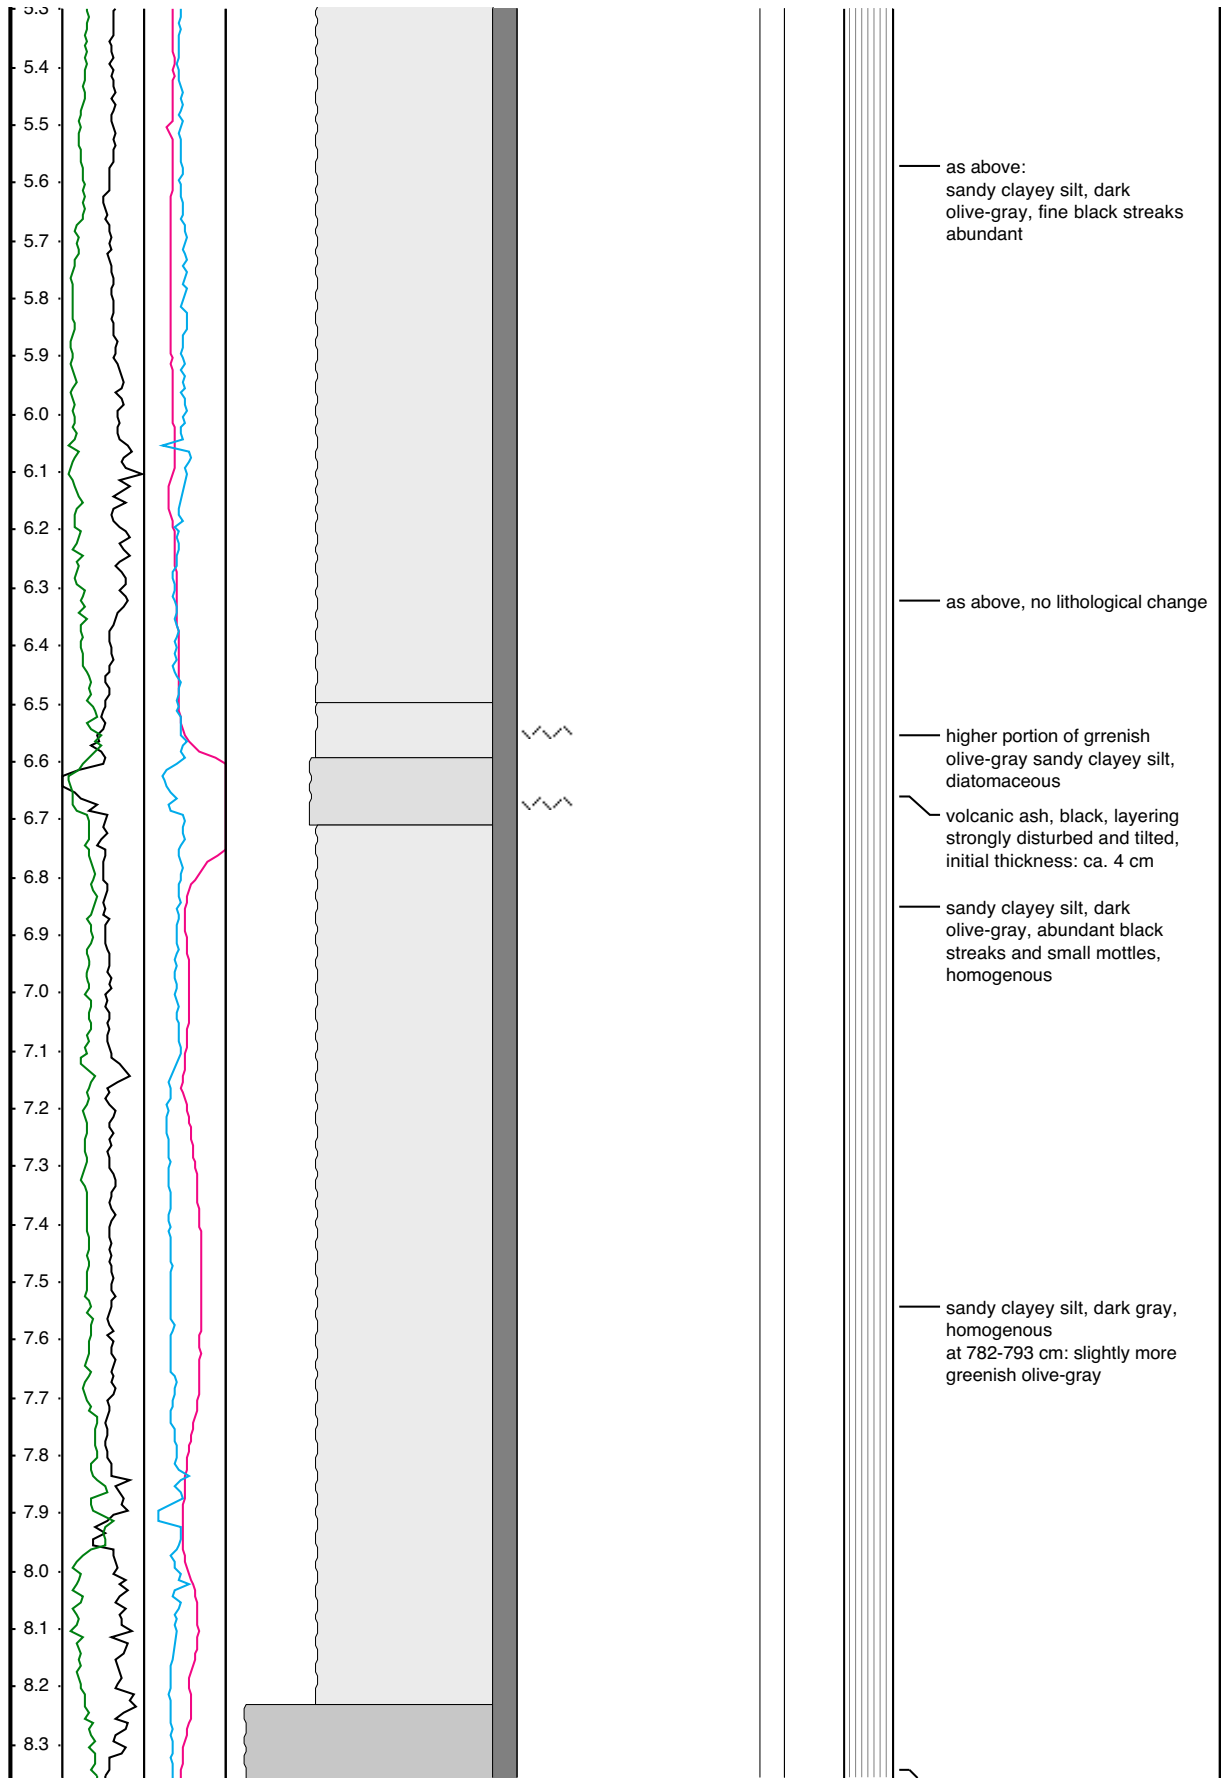 5.3
5.4
5.5
5.6
5.7
5.8
5.9
6.0
6.1
6.2
6.3
6.4
6.5
6.6
6.7
6.8
6.9
7.0
7.1
7.2
7.3
7.4
7.5
7.6
7.7
7.8
7.9
8.0
8.1
8.2
8.3
as above:
sandy clayey silt, dark
olive-gray, fine black streaks
abundant
as above, no lithological change
higher portion of grrenish
olive-gray sandy clayey silt,
diatomaceous
volcanic ash, black, layering
strongly disturbed and tilted,
initial thickness: ca. 4 cm
sandy clayey silt, dark
olive-gray, abundant black
streaks and small mottles,
homogenous
sandy clayey silt, dark gray,
homogenous
at 782-793 cm: slightly more
greenish olive-gray